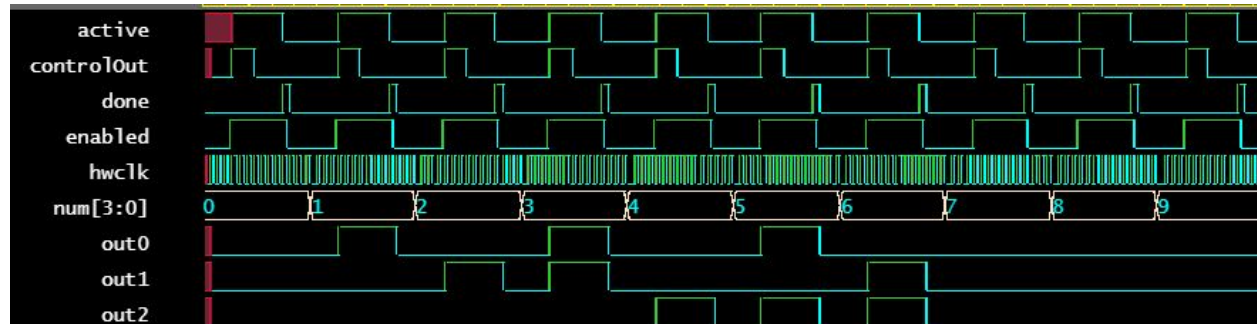 active
controlOut
done
enabled
hwclk
num[3:0] 0 1 2 3 4 5 6 7 8 9
out0
out1
out2